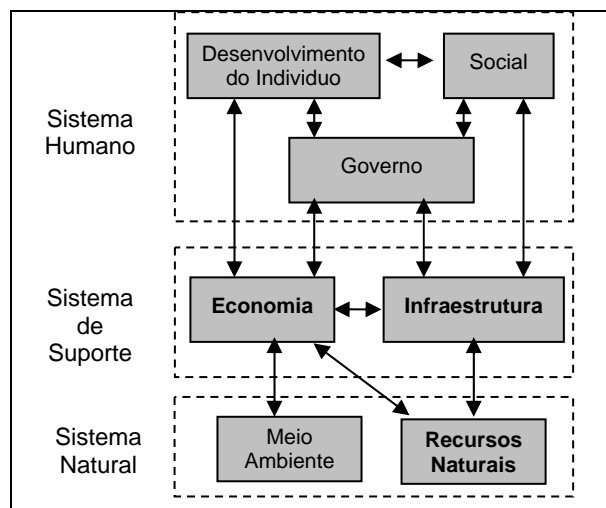 Desenvolvimento
do Individuo
Social
Sistema
Humano
Governo
Sistema
de
Suporte
Economia
Infraestrutura
Sistema
Natural
Meio
Ambiente
Recursos
Naturais